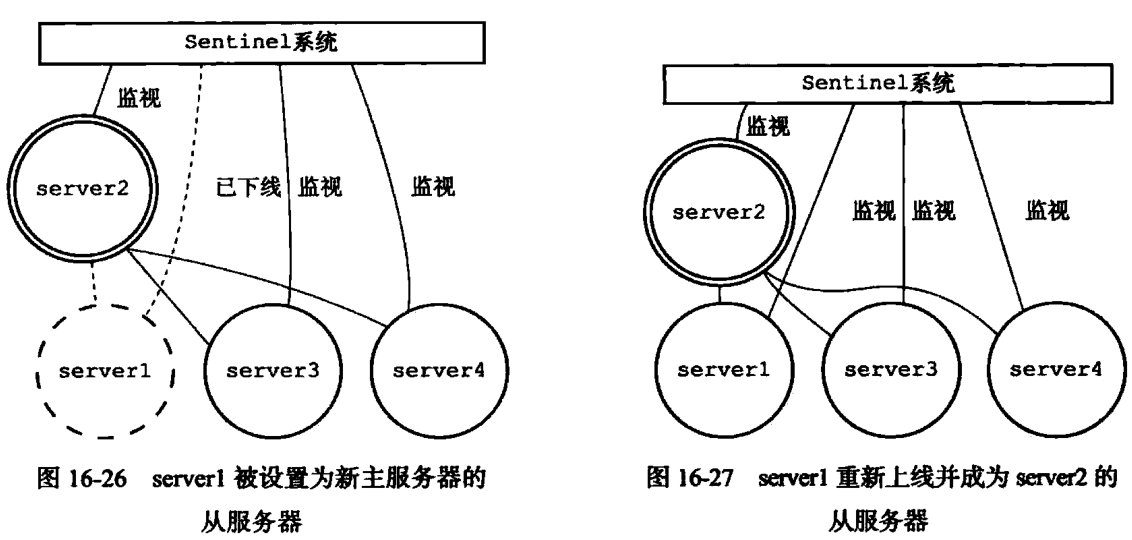 Sentinel系统
监视
server2
已下线
监视
监视
server1
server3
server4
图 16-26 server1 被设置为新主服务器的
从服务器
Sentinel系统
监视
server2
监视
监视
监视
server1
server3
server4
图 16-27 server1 重新上线并成为 server2 的
从服务器